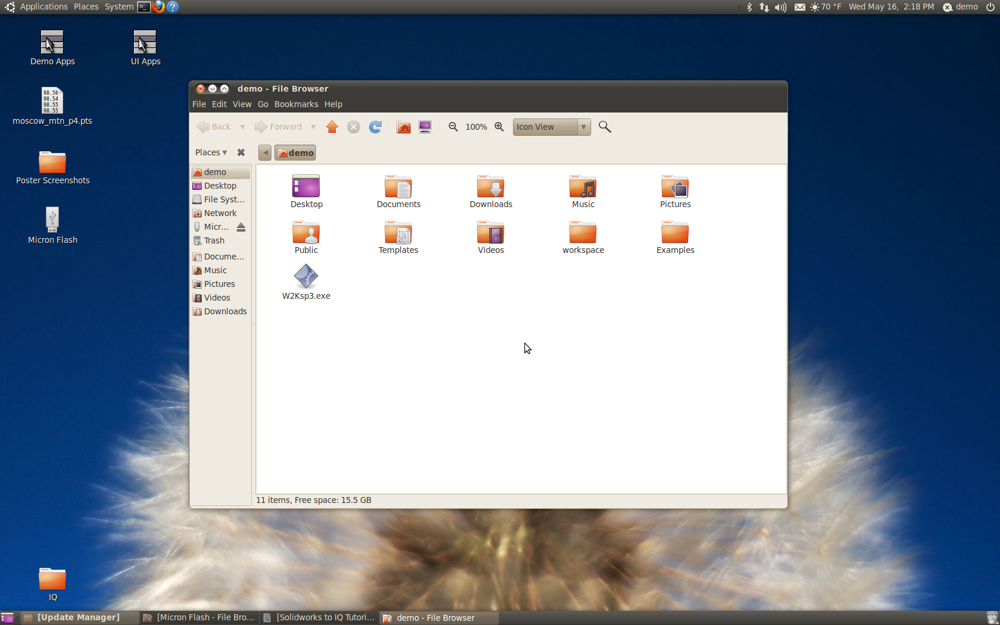 Applications Places System
70 °F Wed May 16, 2:18 PM demo
Demo Apps
UI Apps
98.56
98.54
98.55
98.55
moscow_mtn_p4.pts
Poster Screenshots
Micron Flash
IQ
demo - File Browser
File Edit View Go Bookmarks Help
Back Forward 100% Icon View
Places demo
demo
Desktop
File Syst...
Network
Micr...
Trash
Docume...
Music
Pictures
Videos
Downloads
Desktop Documents Downloads Music Pictures
Public Templates Videos workspace Examples
W2Ksp3.exe
11 items, Free space: 15.5 GB
[Update Manager] [Micron Flash - File Bro... [Solidworks to IQ Tutori... demo - File Browser